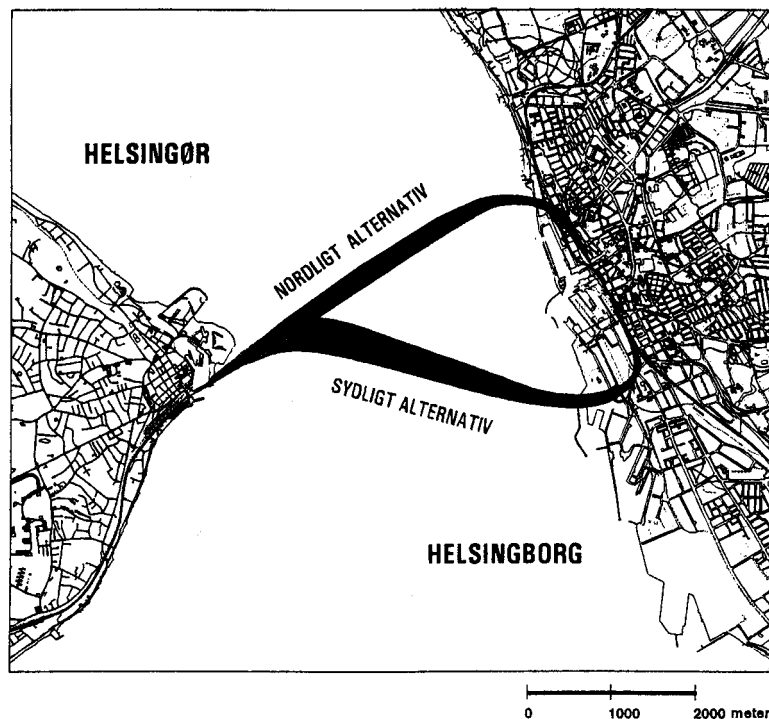 HELSINGØR
NORDLIGT ALTERNATIV
SYDLIGT ALTERNATIV
HELSINGBORG
0 1000 2000 meter